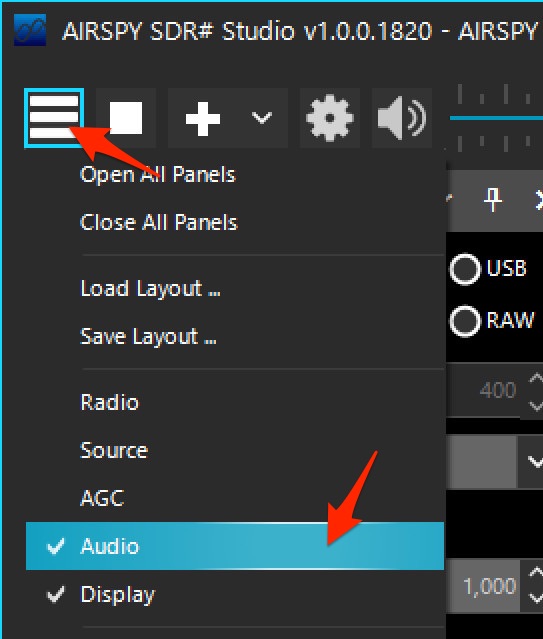 AIRSPY SDR# Studio v1.0.0.1820 - AIRSPY
Open All Panels
Close All Panels
Load Layout ...
Save Layout ...
Radio
Source
AGC
Audio
Display
USB
RAW
400
1,000